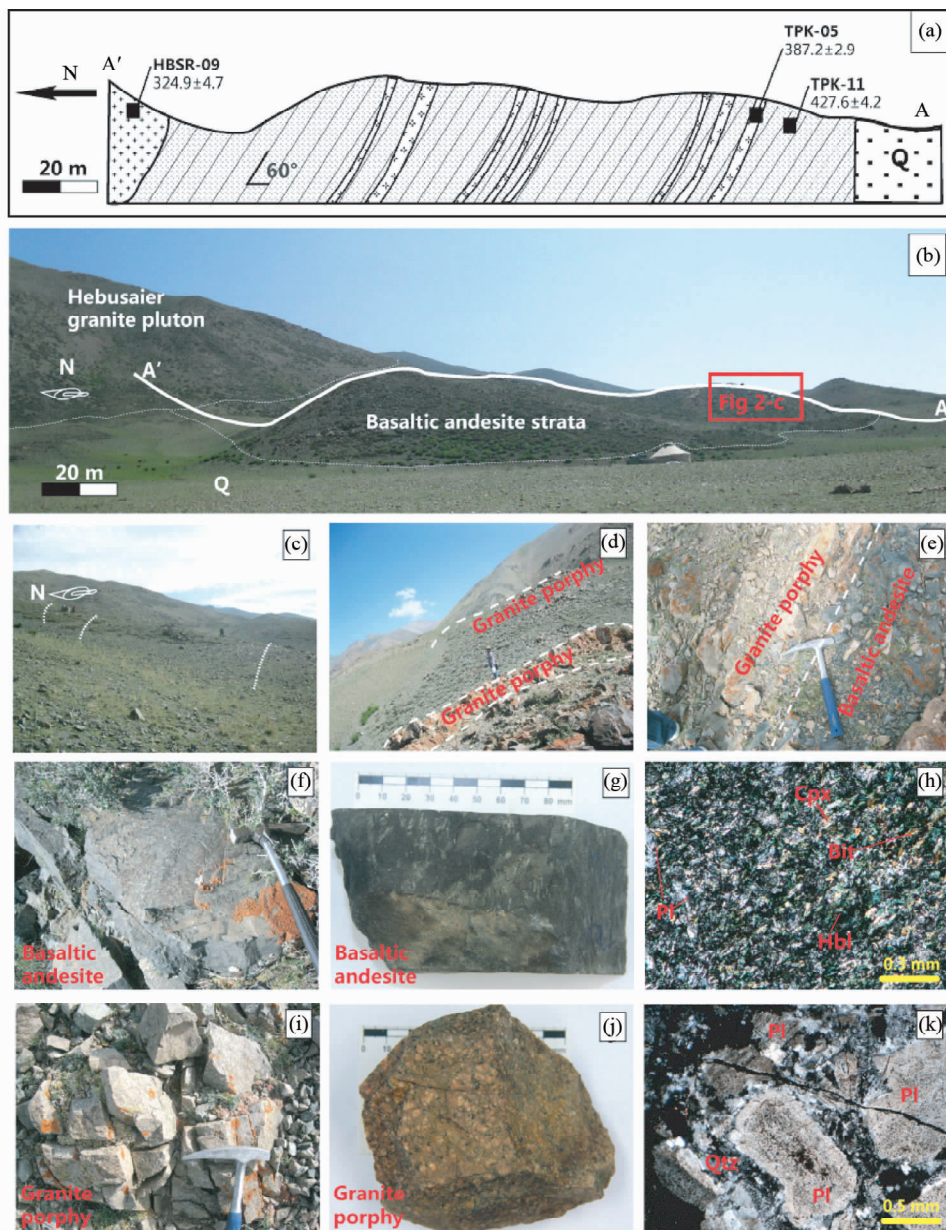 (a)
TPK-05
387.2±2.9
A'
HBSR-09
324.9±4.7
N
TPK-11
427.6±4.2
A
Q
60°
20 m
(b)
Hebusaier
granite pluton
N
A'
Fig 2-c
A
Basaltic andesite strata
20 m
Q
(c)
N
(d)
Granite porphy
Granite porphy
(e)
Granite porphy
Basaltic andesite
(f)
Basaltic
andesite
(g)
0 10 20 30 40 50 60 70 80 mm
Basaltic
andesite
(h)
Cpx
Bit
Pl
Hbl
0.3 mm
(i)
Granite
porphy
(j)
0
Granite
porphy
(k)
Pl
Pl
Qtz
Pl
0.5 mm